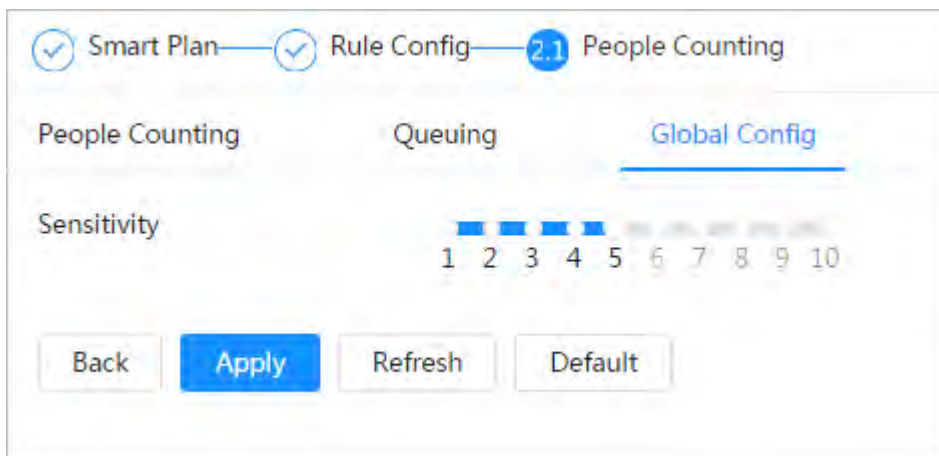 Smart Plan Rule Config 2.1 People Counting
People Counting Queuing Global Config
Sensitivity
1 2 3 4 5 6 7 8 9 10
Back Apply Refresh Default